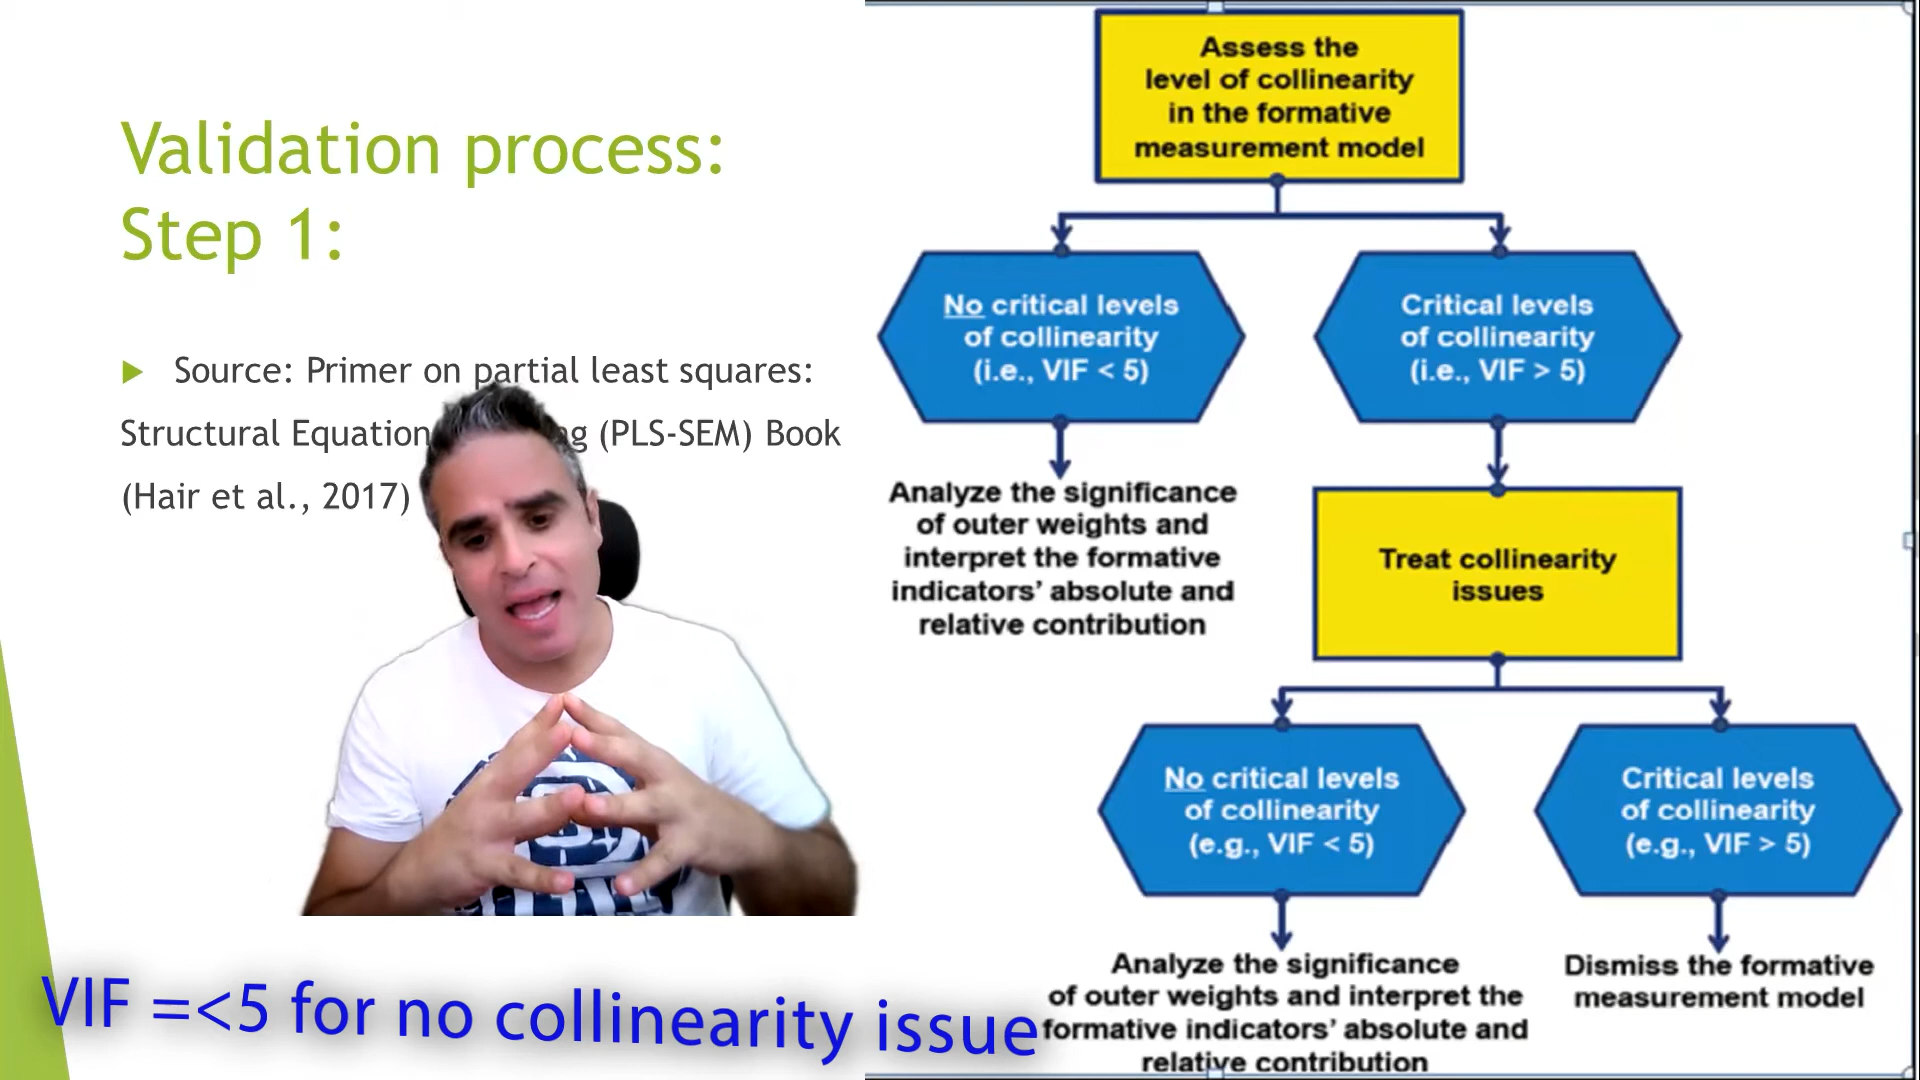 Validation process:
Step 1:
Source: Primer on partial least squares:
Structural Equation g (PLS-SEM) Book
(Hair et al., 2017)
VIF =<5 for no collinearity issue
Assess the
level of collinearity
in the formative
measurement model
No critical levels
of collinearity
(i.e., VIF < 5)
Critical levels
of collinearity
(i.e., VIF > 5)
Analyze the significance
of outer weights and
interpret the formative
indicators’ absolute and
relative contribution
Treat collinearity
issues
No critical levels
of collinearity
(e.g., VIF < 5)
Critical levels
of collinearity
(e.g., VIF > 5)
Analyze the significance
of outer weights and interpret the
formative indicators’ absolute and
relative contribution
Dismiss the formative
measurement model